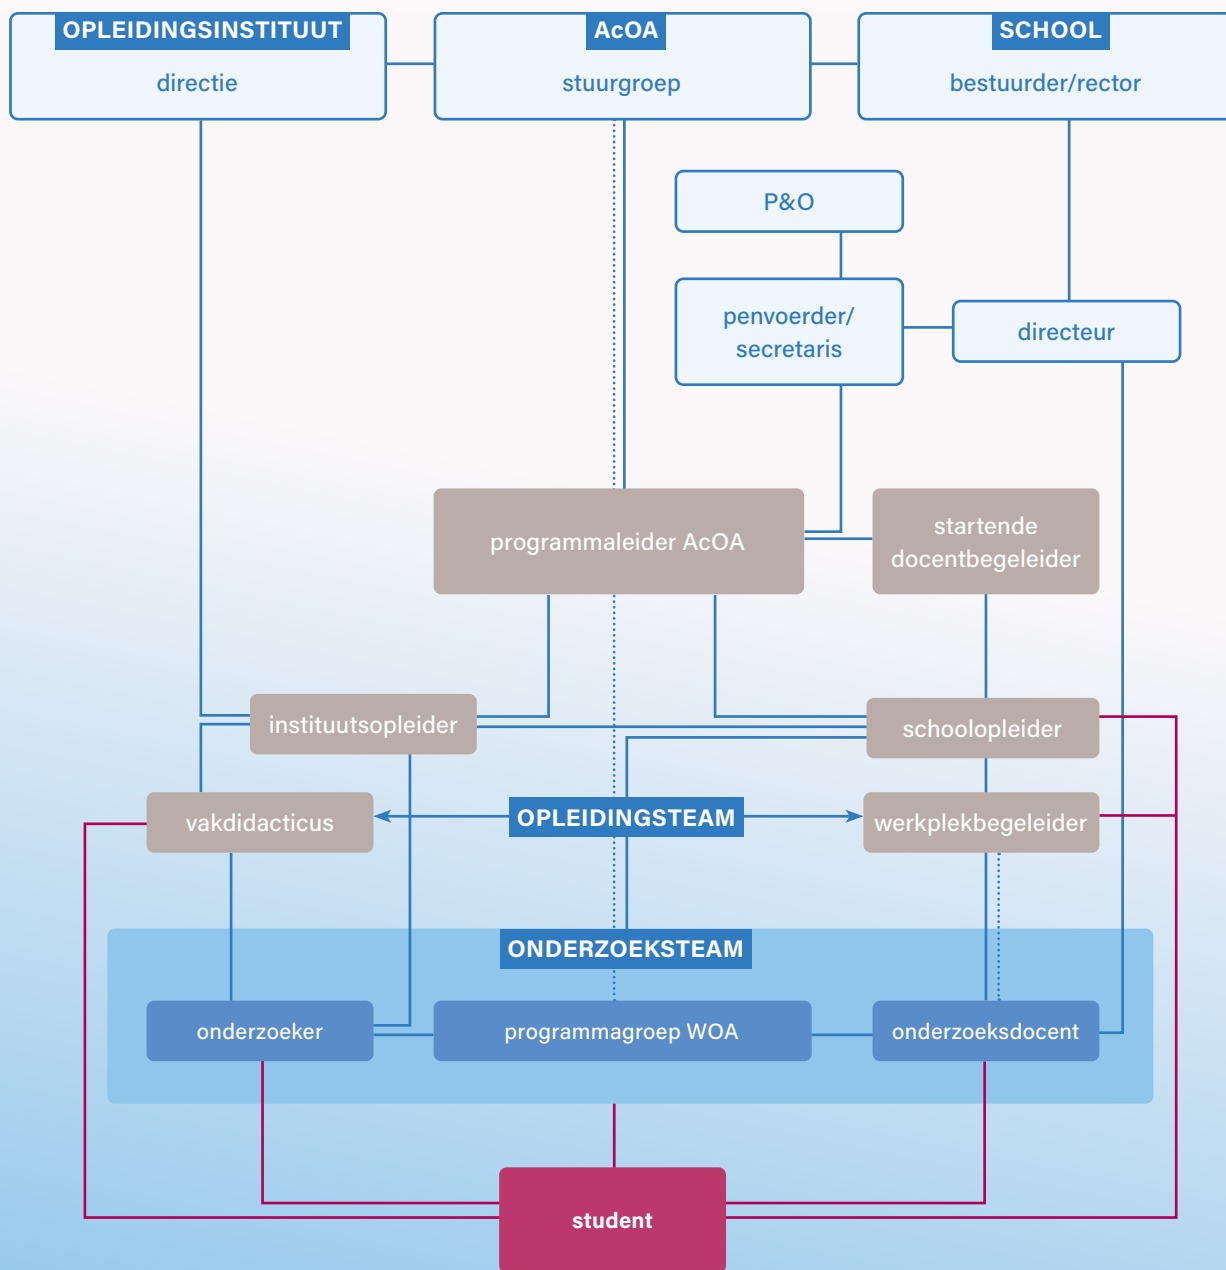 OPLEIDINGSINSTITUUT
directie
AcOA
stuurgroep
SCHOOL
bestuurder/rector
P&O
penvoerder/
secretaris
directeur
programmaleider AcOA
startende
docentbegeleider
instituutsopleider
schoolopleider
vakdidacticus
OPLEIDINGSTEAM
werkplekbegeleider
ONDERZOEKSTEAM
onderzoeker
programmagroep WOA
onderzoeksdocent
student